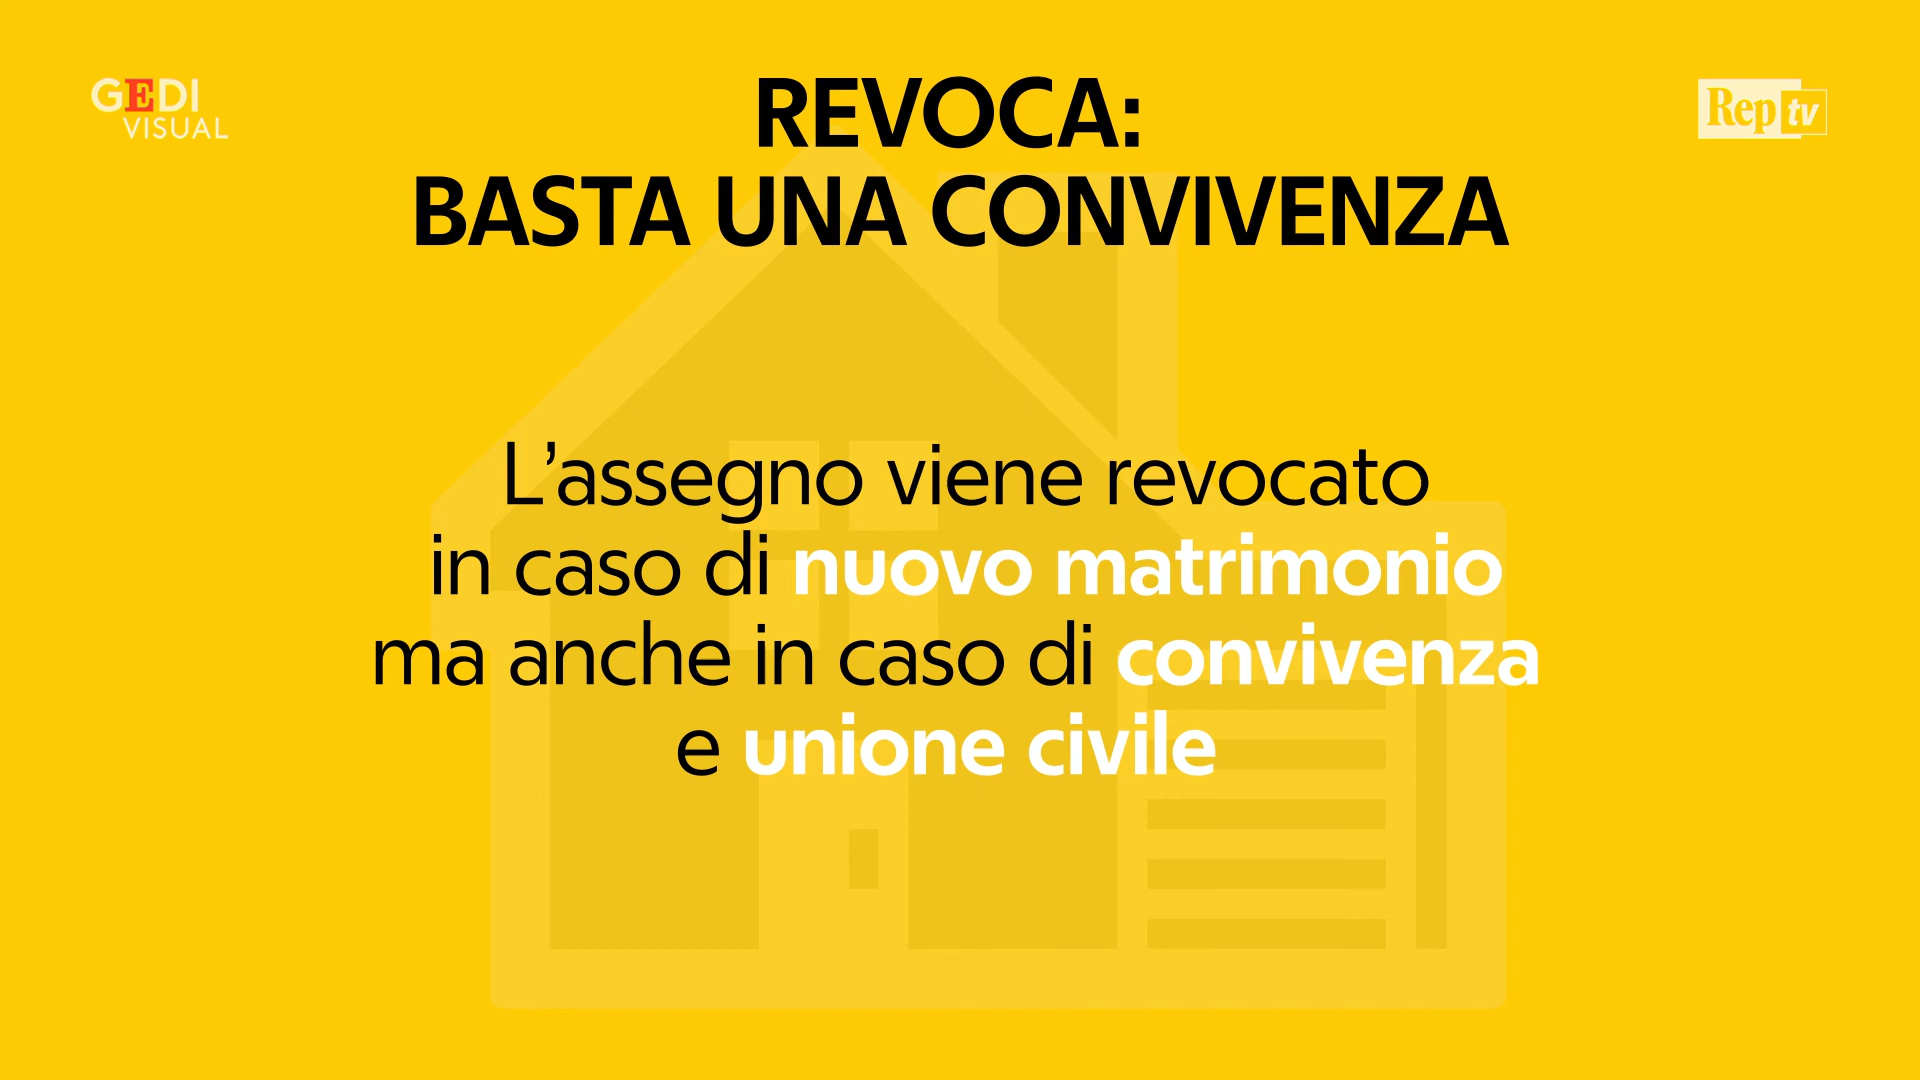 GEDI
VISUAL
Rep tv
REVOCA:
BASTA UNA CONVIVENZA
L’assegno viene revocato
in caso di nuovo matrimonio
ma anche in caso di convivenza
e unione civile